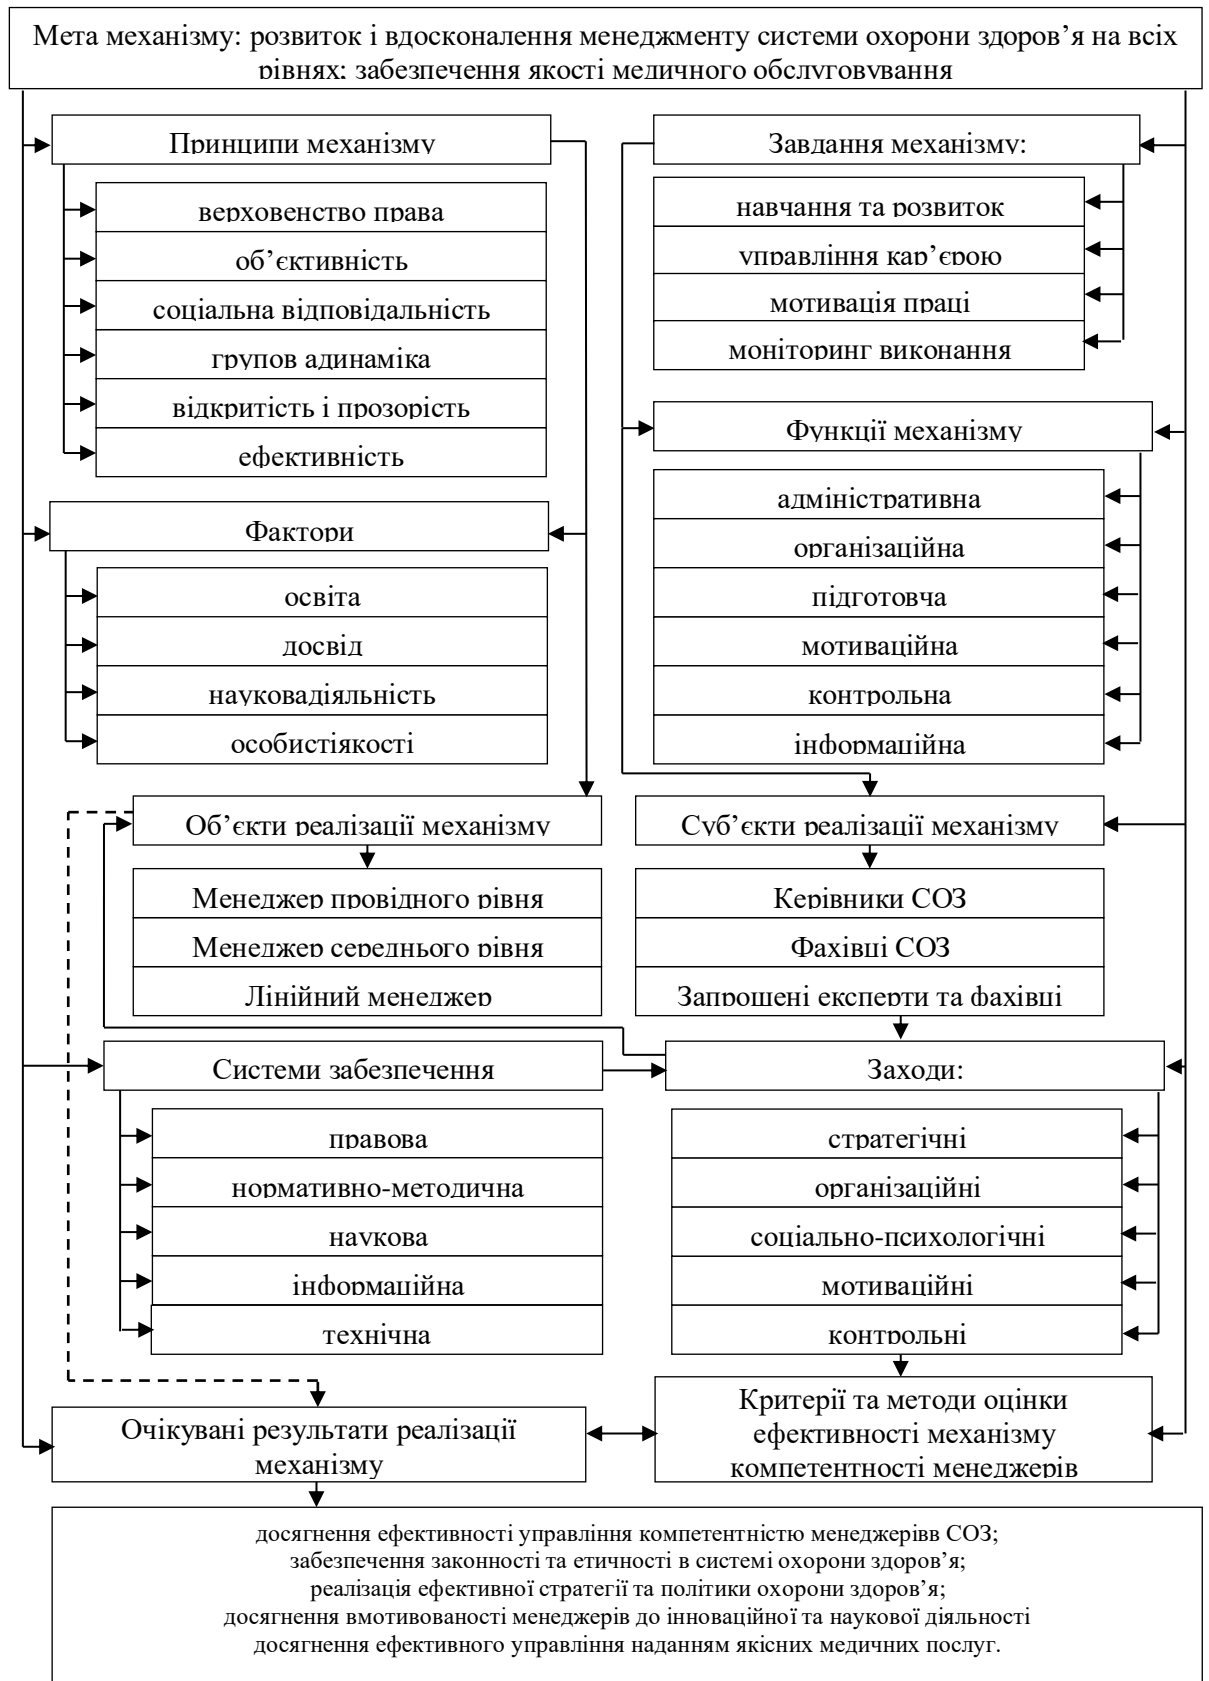 Мета механізму: розвиток і вдосконалення менеджменту системи охорони здоров’я на всіх
рівнях; забезпечення якості медичного обслуговування
Принципи механізму
верховенство права
об’єктивність
соціальна відповідальність
групов адинаміка
відкритість і прозорість
ефективність
Завдання механізму:
навчання та розвиток
управління кар’єрою
мотивація праці
моніторинг виконання
Функції механізму
адміністративна
організаційна
підготовча
мотиваційна
контрольна
інформаційна
Фактори
освіта
досвід
науковадіяльність
особистіякості
Об’єкти реалізації механізму
Менеджер провідного рівня
Менеджер середнього рівня
Лінійний менеджер
Суб’єкти реалізації механізму
Керівники СОЗ
Фахівці СОЗ
Запрошені експерти та фахівці
Системи забезпечення
правова
нормативно-методична
наукова
інформаційна
технічна
Заходи:
стратегічні
організаційні
соціально-психологічні
мотиваційні
контрольні
Очікувані результати реалізації
механізму
Критерії та методи оцінки
ефективності механізму
компетентності менеджерів
досягнення ефективності управління компетентністю менеджерівв СОЗ;
забезпечення законності та етичності в системі охорони здоров’я;
реалізація ефективної стратегії та політики охорони здоров’я;
досягнення вмотивованості менеджерів до інноваційної та наукової діяльності
досягнення ефективного управління наданням якісних медичних послуг.